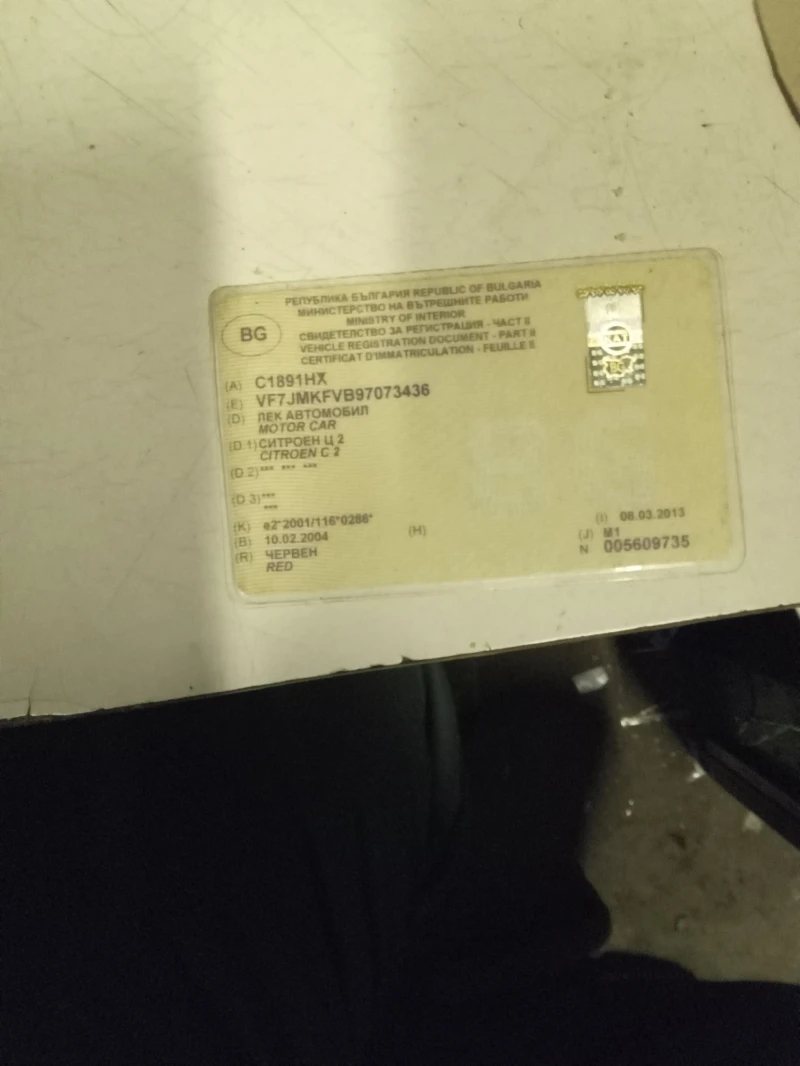 BG
РЕПУБЛИКА БЪЛГАРИЯ REPUBLIC OF BULGARIA
МИНИСТЕРСТВО НА ВЪТРЕШНИТЕ РАБОТИ
MINISTRY OF INTERIOR
СВИДЕТЕЛСТВО ЗА РЕГИСТРАЦИЯ - ЧАСТ II
VEHICLE REGISTRATION DOCUMENT - PART II
CERTIFICAT D'IMMATRICULATION - FEUILLE II
KAT
BG
(A) C1891HX
(E) VF7JMKFVB97073436
(D) ЛЕК АВТОМОБИЛ
MOTOR CAR
(D.1) СИТРОЕН Ц 2
CITROEN C 2
(D.2) *** *** ***
(D.3) ***
***
(K) e2*2001/116*0286*
(B) 10.02.2004
(H)
(I) 08.03.2013
(J) M1
(R) ЧЕРВЕН
RED
N 005609735